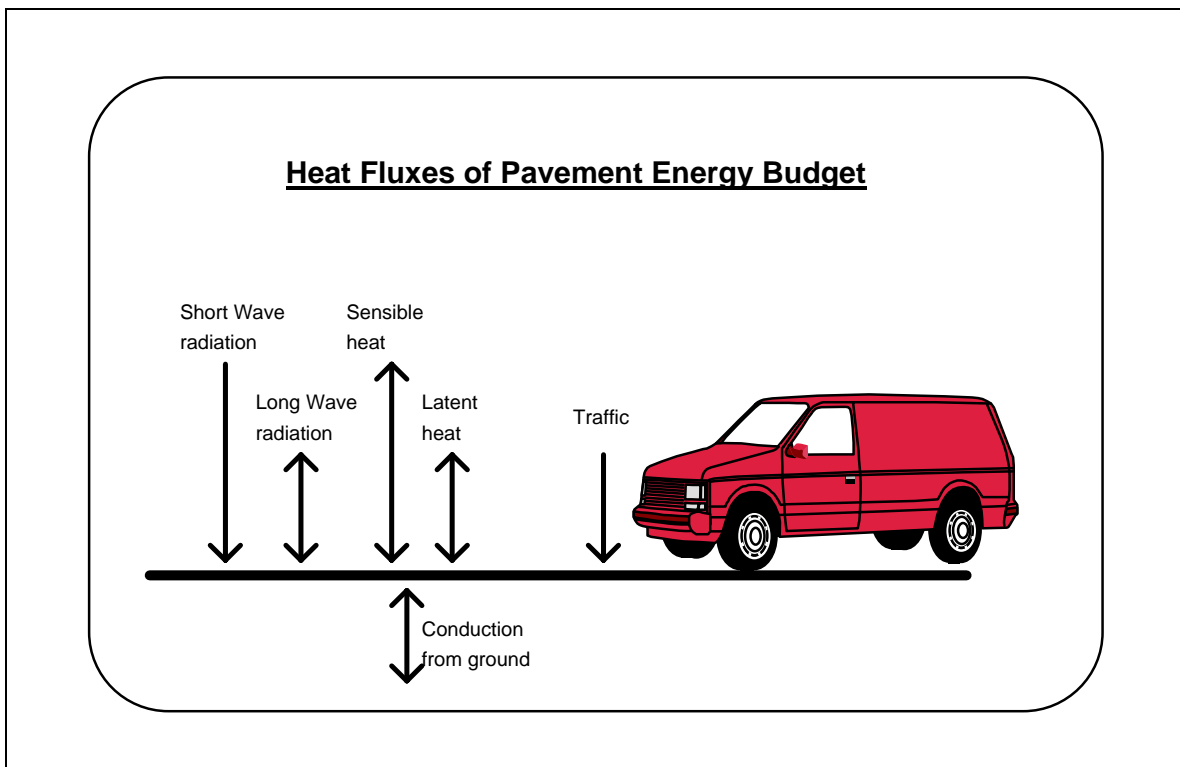 Heat Fluxes of Pavement Energy Budget
Short Wave
radiation
Sensible
heat
Long Wave
radiation
Latent
heat
Traffic
Conduction
from ground